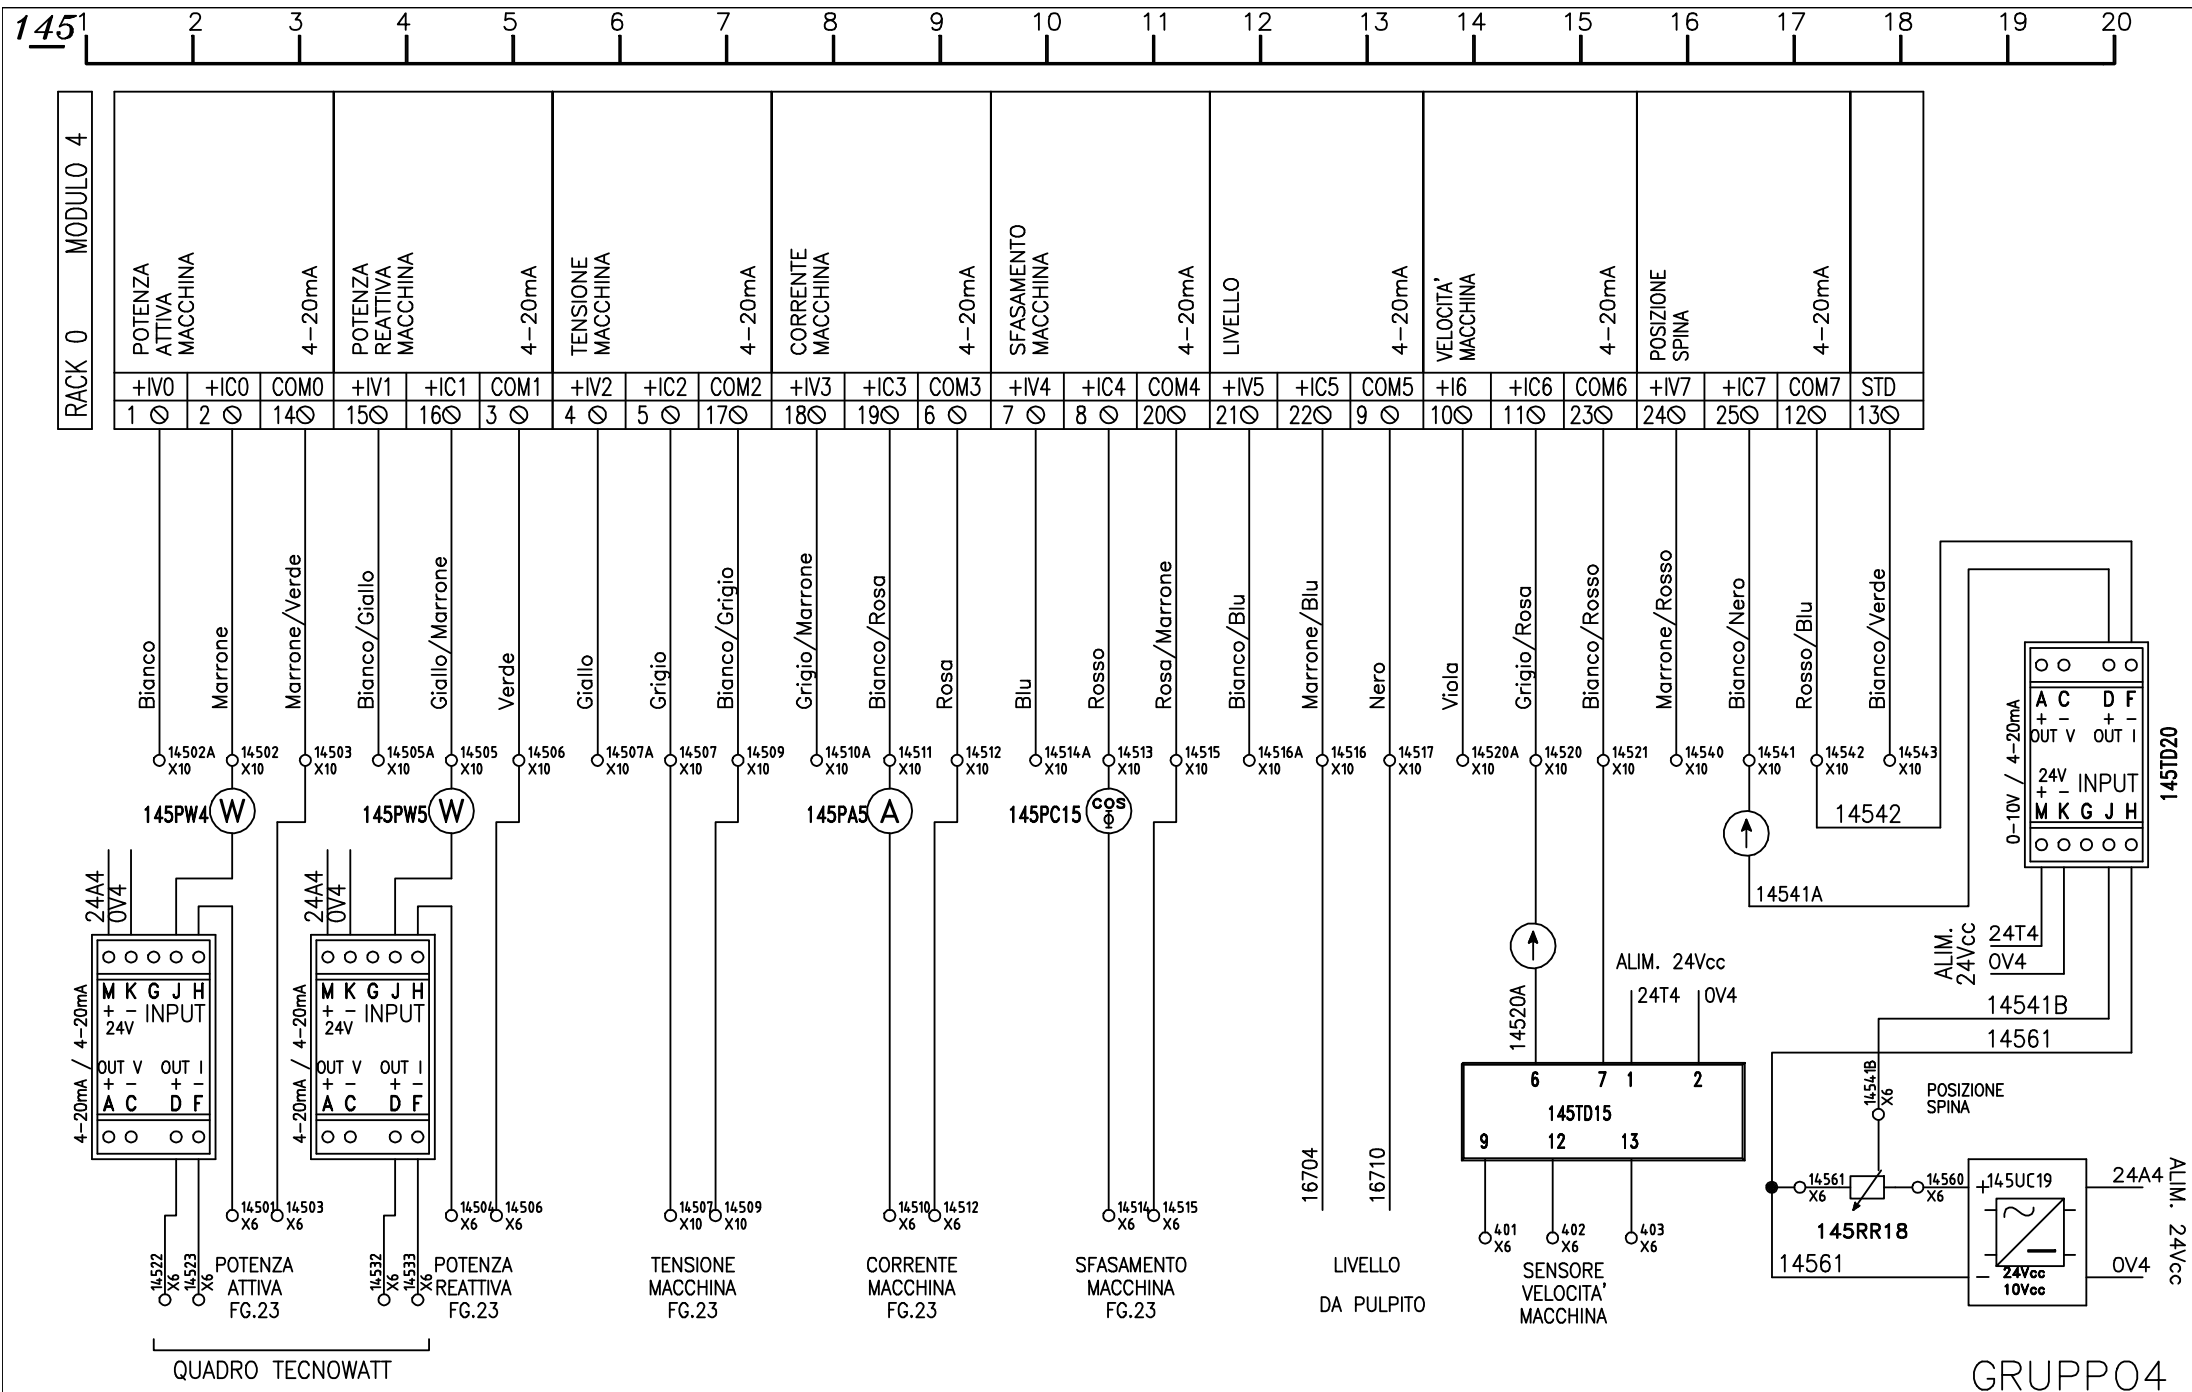 145
1 2 3 4 5 6 7 8 9 10 11 12 13 14 15 16 17 18 19 20
RACK 0 MODULO 4
POTENZA
ATTIVA
MACCHINA
4-20mA
POTENZA
REATTIVA
MACCHINA
4-20mA
TENSIONE
MACCHINA
4-20mA
CORRENTE
MACCHINA
4-20mA
SFASAMENTO
MACCHINA
4-20mA
LIVELLO
4-20mA
VELOCITA'
MACCHINA
4-20mA
POSIZIONE
SPINA
4-20mA
+IV0 +IC0 COM0 +IV1 +IC1 COM1 +IV2 +IC2 COM2 +IV3 +IC3 COM3 +IV4 +IC4 COM4 +IV5 +IC5 COM5 +I6 +IC6 COM6 +IV7 +IC7 COM7 STD
1 2 14 15 16 3 4 5 17 18 19 6 7 8 20 21 22 9 10 11 23 24 25 12 13
Bianco
Marrone
Marrone/Verde
Bianco/Giallo
Giallo/Marrone
Verde
Giallo
Grigio
Bianco/Grigio
Grigio/Marrone
Bianco/Rosa
Rosa
Blu
Rosso
Rosa/Marrone
Bianco/Blu
Marrone/Blu
Nero
Viola
Grigio/Rosa
Bianco/Rosso
Marrone/Rosso
Bianco/Nero
Rosso/Blu
Bianco/Verde
14502A 14502 14503 14505A 14505 14506 14507A 14507 14509 14510A 14511 14512 14514A 14513 14515 14516A 14516 14517 14520A 14520 14521 14540 14541 14542 14543
X10 X10 X10 X10 X10 X10 X10 X10 X10 X10 X10 X10 X10 X10 X10 X10 X10 X10 X10 X10 X10 X10 X10 X10 X10
145PW4 W
145PW5 W
145PA5 A
145PC15 cos
Φ
14542
14541A
A C D F
+ - + -
OUT V OUT I
24V
+ - INPUT
M K G J H
0-10V / 4-20mA
145TD20
ALIM.
24Vcc
24T4
0V4
14541B
14561
24A4
0V4
M K G J H
+ - INPUT
24V
OUT V OUT I
+ - + -
A C D F
4-20mA / 4-20mA
24A4
0V4
M K G J H
+ - INPUT
24V
OUT V OUT I
+ - + -
A C D F
4-20mA / 4-20mA
14520A
ALIM. 24Vcc
24T4 0V4
6 7 1 2
145TD15
9 12 13
401
X6
402
X6
403
X6
SENSORE
VELOCITA'
MACCHINA
14541B
X6
POSIZIONE
SPINA
14561
X6
14560
X6
145RR18
14561
+ 145UC19
-
24Vcc
10Vcc
24A4
0V4
ALIM. 24Vcc
14522
X6
14523
X6
14501
X6
14503
X6
POTENZA
ATTIVA
FG.23
14532
X6
14533
X6
14504
X6
14506
X6
POTENZA
REATTIVA
FG.23
QUADRO TECNOWATT
14507
X10
14509
X10
TENSIONE
MACCHINA
FG.23
14510
X6
14512
X6
CORRENTE
MACCHINA
FG.23
14514
X6
14515
X6
SFASAMENTO
MACCHINA
FG.23
16704
16710
LIVELLO
DA PULPITO
GRUPPO4